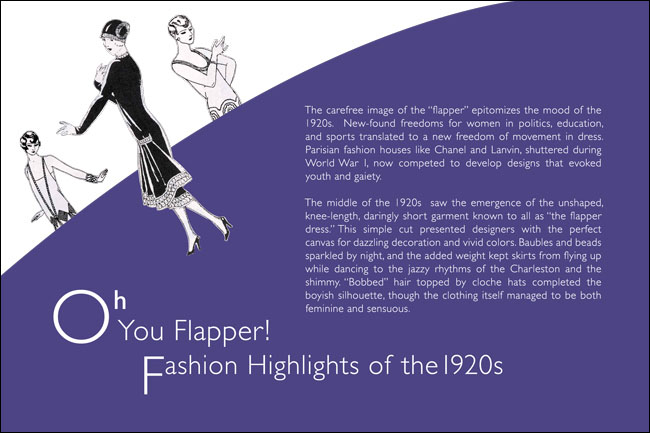 The carefree image of the “flapper” epitomizes the mood of the
1920s. New-found freedoms for women in politics, education,
and sports translated to a new freedom of movement in dress.
Parisian fashion houses like Chanel and Lanvin, shuttered during
World War I, now competed to develop designs that evoked
youth and gaiety.
The middle of the 1920s saw the emergence of the unshaped,
knee-length, daringly short garment known to all as “the flapper
dress.” This simple cut presented designers with the perfect
canvas for dazzling decoration and vivid colors. Baubles and beads
sparkled by night, and the added weight kept skirts from flying up
while dancing to the jazzy rhythms of the Charleston and the
shimmy. “Bobbed” hair topped by cloche hats completed the
boyish silhouette, though the clothing itself managed to be both
feminine and sensuous.
Oh
You Flapper!
Fashion Highlights of the1920s